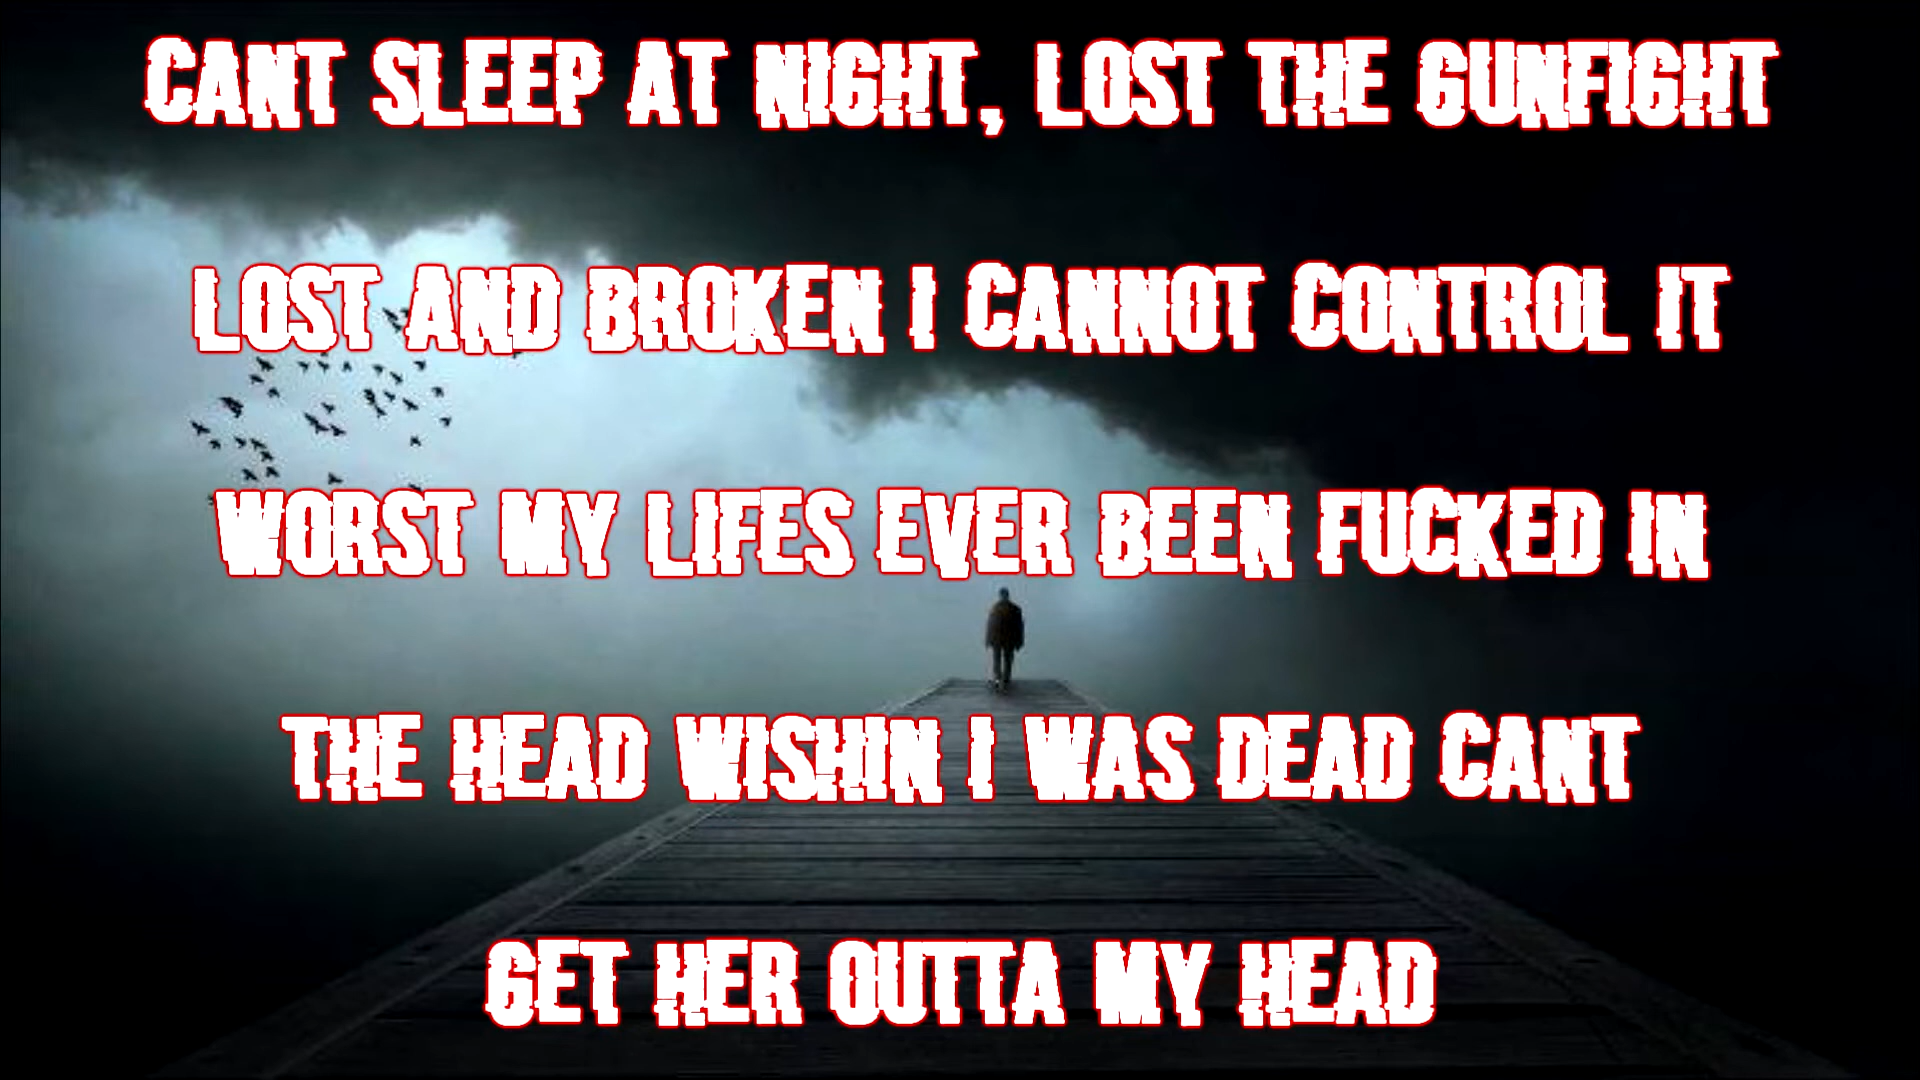 CANT SLEEP AT NIGHT, LOST THE GUNFIGHT
LOST AND BROKEN I CANNOT CONTROL IT
WORST MY LIFES EVER BEEN FUCKED IN
THE HEAD WISHIN I WAS DEAD CANT
GET HER OUTTA MY HEAD